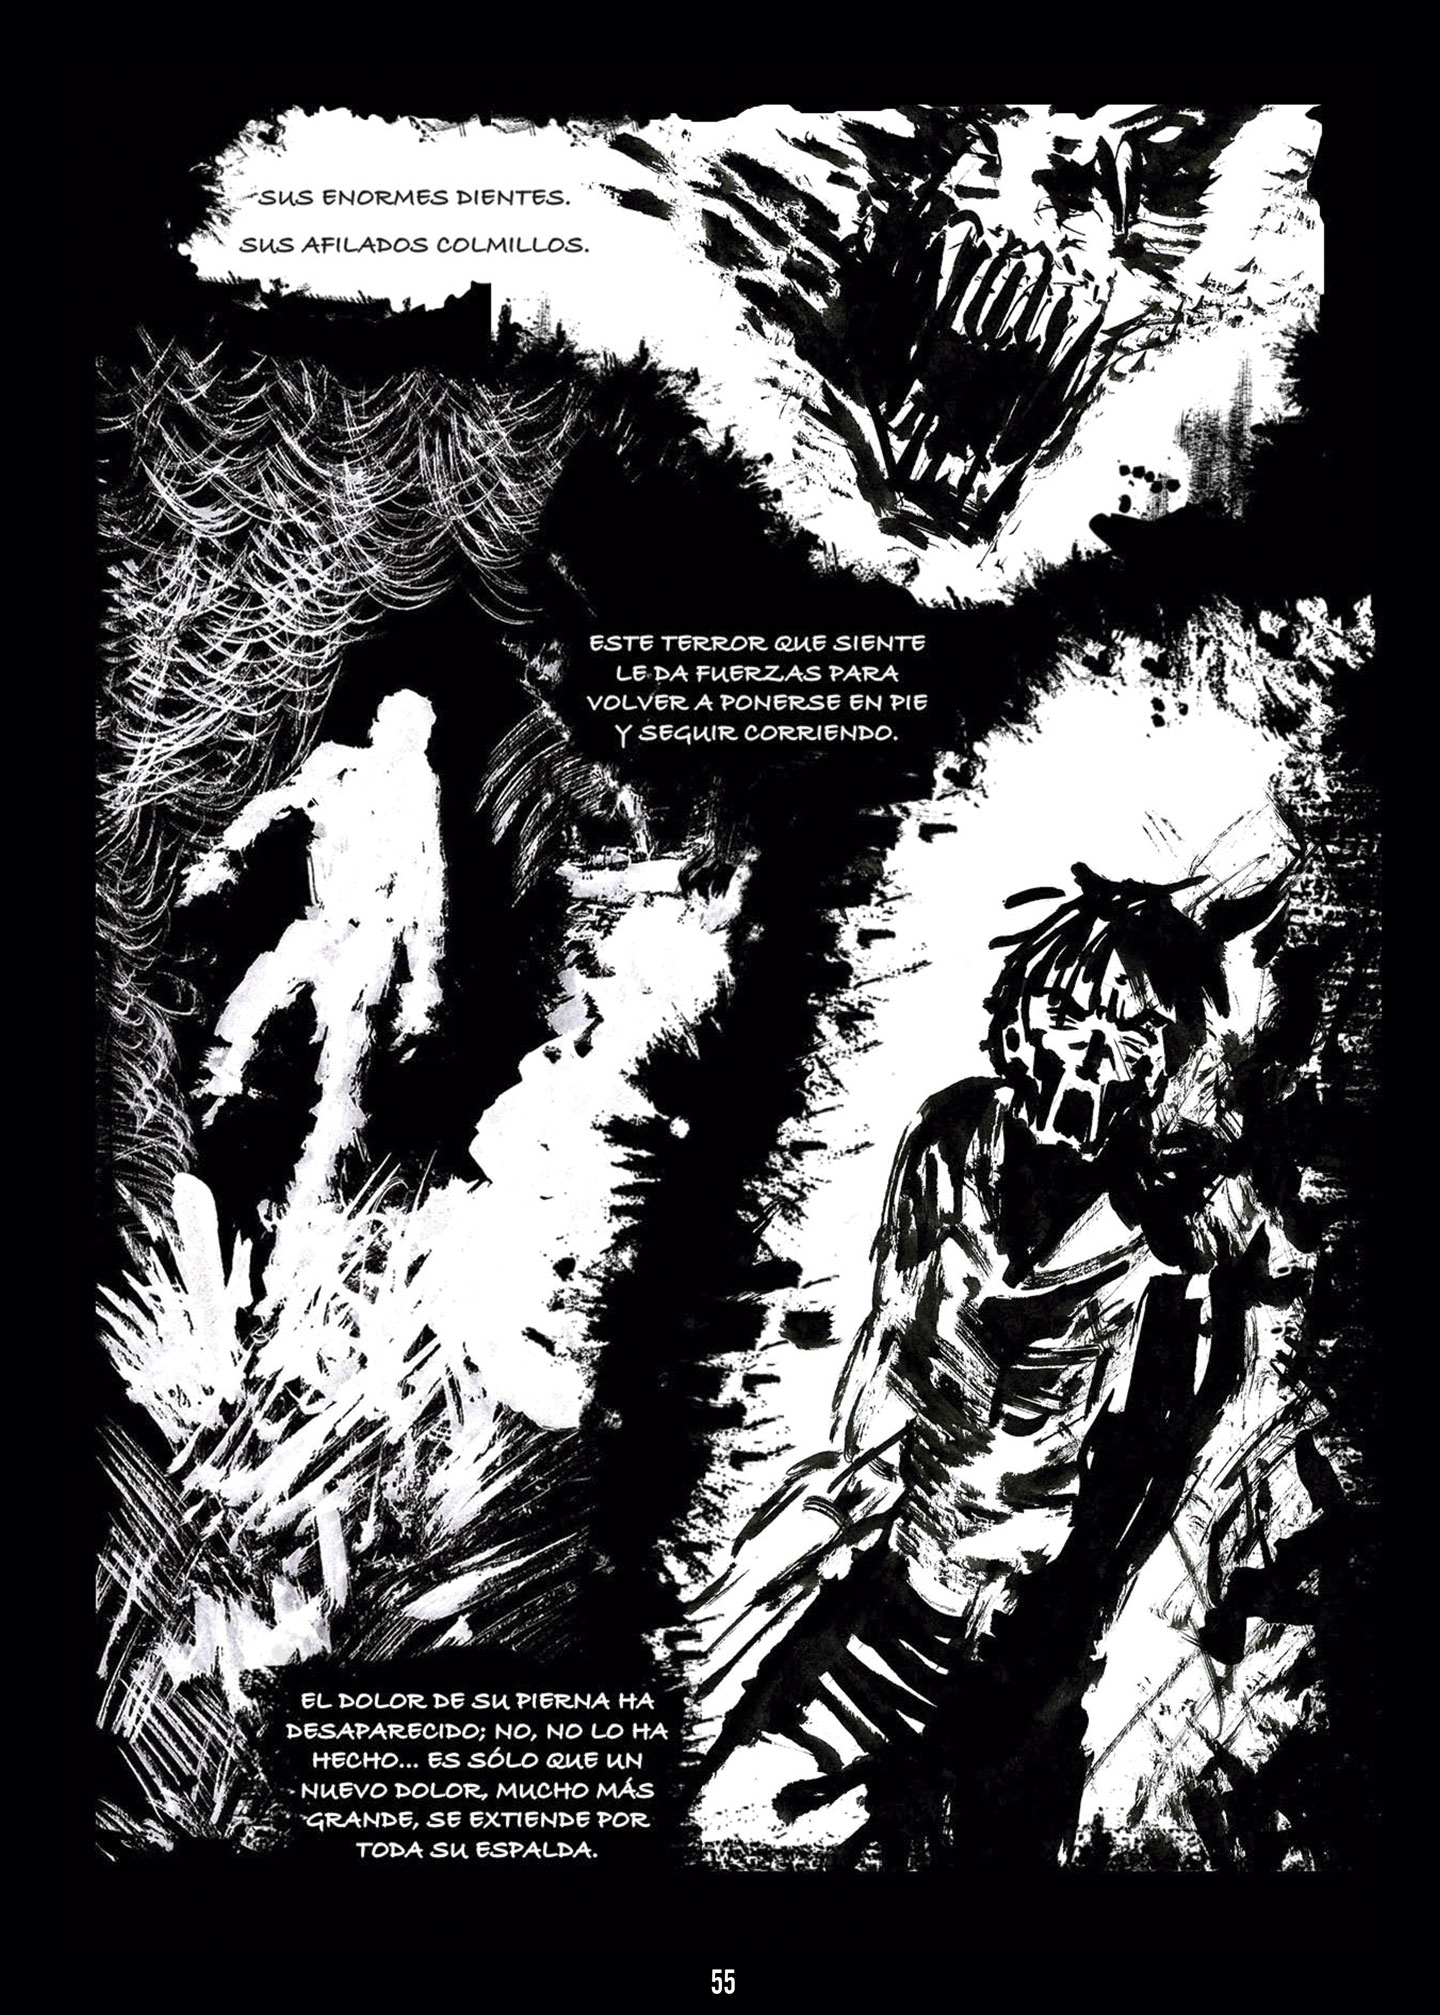 SUS ENORMES DIENTES.
SUS AFILADOS COLMILLOS.
ESTE TERROR QUE SIENTE
LE DA FUERZAS PARA
VOLVER A PONERSE EN PIE
Y SEGUIR CORRIENDO.
EL DOLOR DE SU PIERNA HA
DESAPARECIDO; NO, NO LO HA
HECHO... ES SÓLO QUE UN
NUEVO DOLOR, MUCHO MÁS
GRANDE, SE EXTIENDE POR
TODA SU ESPALDA.
55